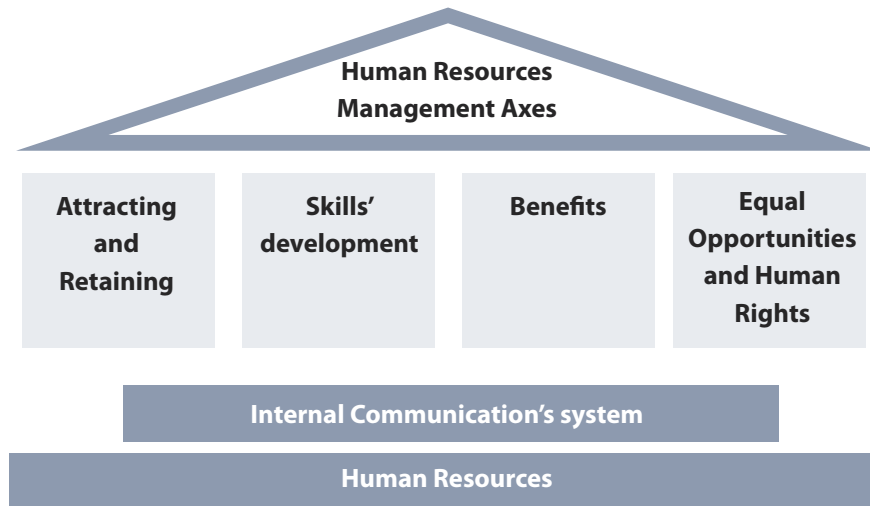 Human Resources
Management Axes
Attracting
and
Retaining
Skills’
development
Benefits
Equal
Opportunities
and Human
Rights
Internal Communication’s system
Human Resources